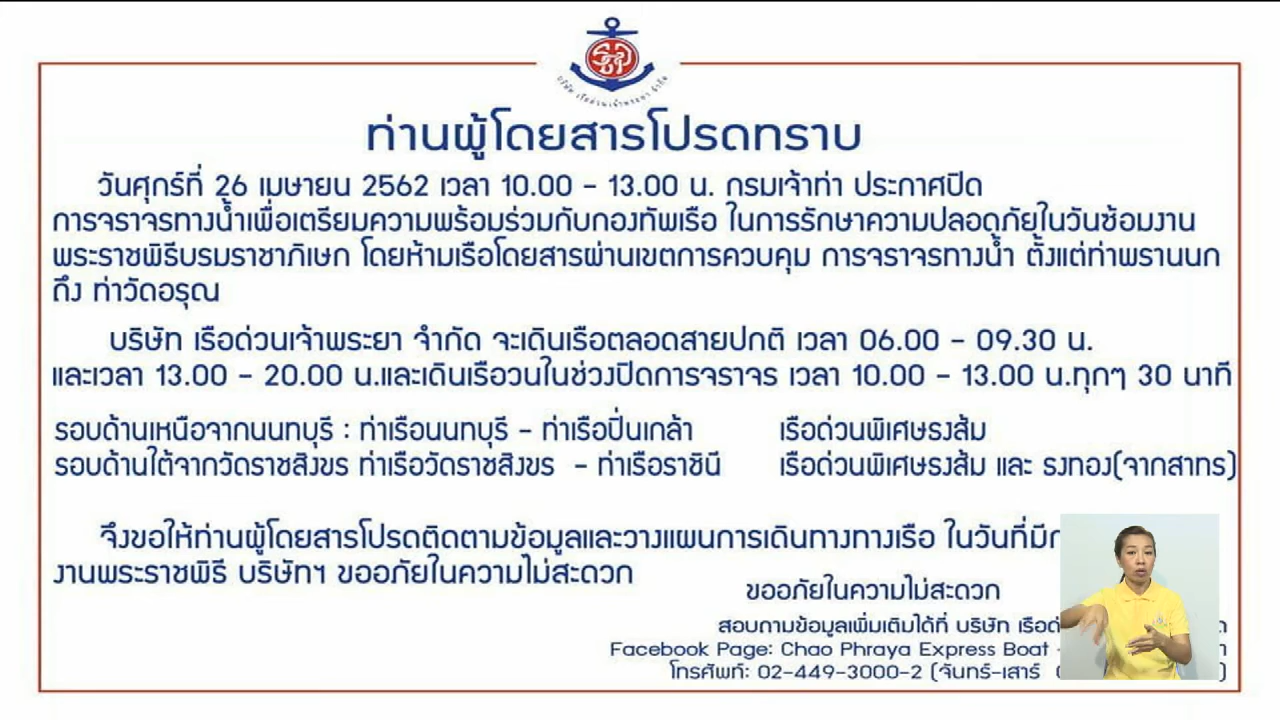 บริษัท เรือด่วนเจ้าพระยา จำกัด
ท่านผู้โดยสารโปรดทราบ
วันศุกร์ที่ 26 เมษายน 2562 เวลา 10.00 - 13.00 น. กรมเจ้าท่า ประกาศปิด
การจราจรทางน้ำเพื่อเตรียมความพร้อมร่วมกับกองทัพเรือ ในการรักษาความปลอดภัยในวันซ้อมงาน
พระราชพิธีบรมราชาภิเษก โดยห้ามเรือโดยสารผ่านเขตการควบคุม การจราจรทางน้ำ ตั้งแต่ท่าพรานนก
ถึง ท่าวัดอรุณ
บริษัท เรือด่วนเจ้าพระยา จำกัด จะเดินเรือตลอดสายปกติ เวลา 06.00 - 09.30 น.
และเวลา 13.00 - 20.00 น.และเดินเรือวนในช่วงปิดการจราจร เวลา 10.00 - 13.00 น.ทุกๆ 30 นาที
รอบด้านเหนือจากนนทบุรี : ท่าเรือนนทบุรี - ท่าเรือปิ่นเกล้า เรือด่วนพิเศษธงส้ม
รอบด้านใต้จากวัดราชสิงขร ท่าเรือวัดราชสิงขร - ท่าเรือราชินี เรือด่วนพิเศษธงส้ม และ ธงทอง(จากสาทร)
จึงขอให้ท่านผู้โดยสารโปรดติดตามข้อมูลและวางแผนการเดินทางทางเรือ ในวันที่มี
งานพระราชพิธี บริษัทฯ ขออภัยในความไม่สะดวก
ขออภัยในความไม่สะดวก
สอบถามข้อมูลเพิ่มเติมได้ที่ บริษัท
Facebook Page: Chao Phraya Express Boat -
โทรศัพท์: 02-449-3000-2 (จันทร์-เสาร์